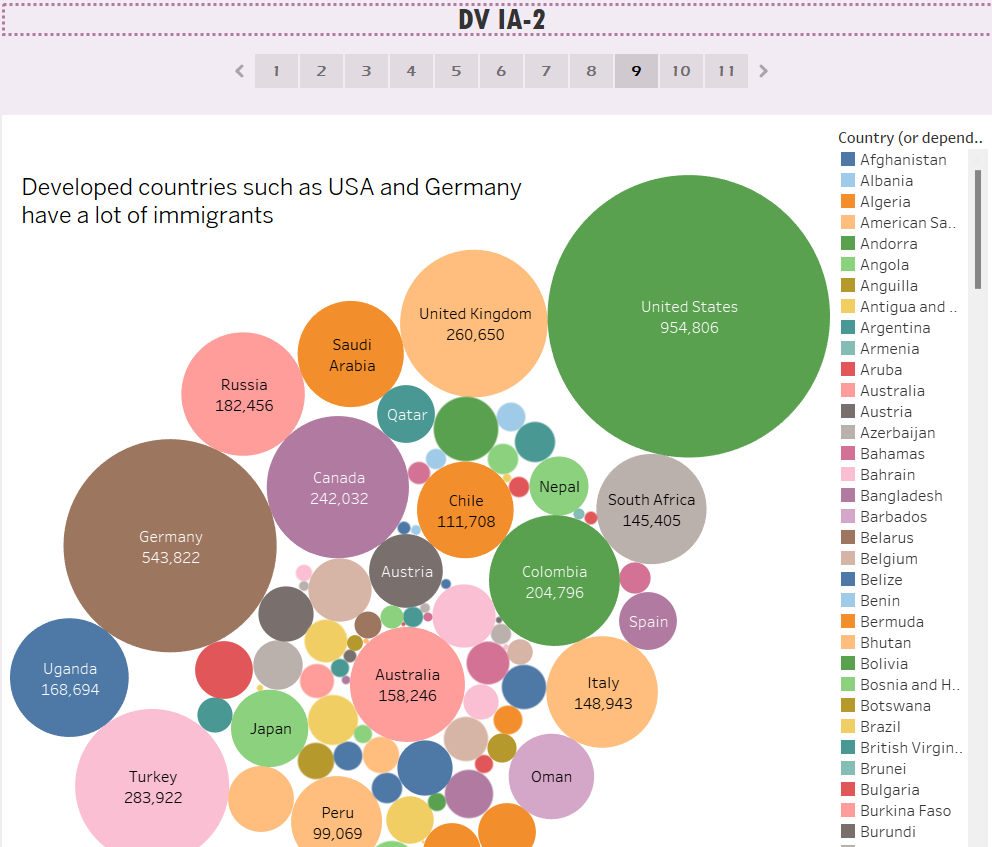 DV IA-2
1 2 3 4 5 6 7 8 9 10 11
Developed countries such as USA and Germany
have a lot of immigrants
United States
954,806
United Kingdom
260,650
Saudi
Arabia
Russia
182,456
Qatar
Canada
242,032
Chile
111,708
Nepal
South Africa
145,405
Germany
543,822
Austria
Colombia
204,796
Spain
Uganda
168,694
Australia
158,246
Italy
148,943
Japan
Turkey
283,922
Oman
Peru
99,069
Country (or depend..
Afghanistan
Albania
Algeria
American Sa..
Andorra
Angola
Anguilla
Antigua and ..
Argentina
Armenia
Aruba
Australia
Austria
Azerbaijan
Bahamas
Bahrain
Bangladesh
Barbados
Belarus
Belgium
Belize
Benin
Bermuda
Bhutan
Bolivia
Bosnia and H..
Botswana
Brazil
British Virgin..
Brunei
Bulgaria
Burkina Faso
Burundi